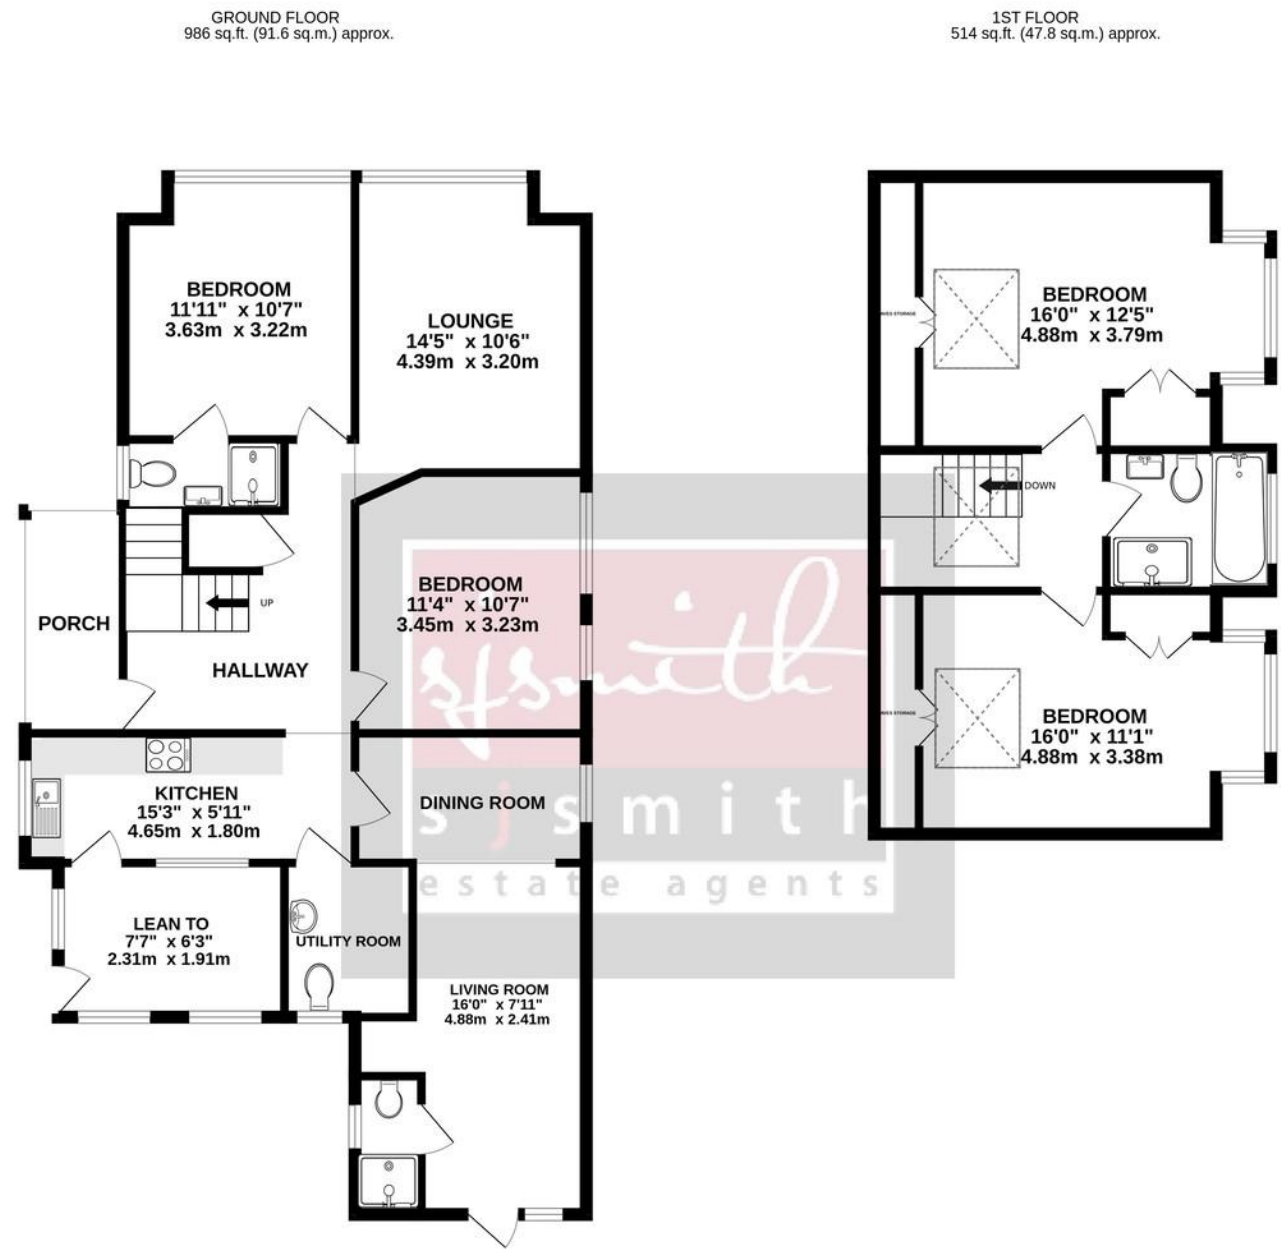 GROUND FLOOR
986 sq.ft. (91.6 sq.m.) approx.
1ST FLOOR
514 sq.ft. (47.8 sq.m.) approx.
BEDROOM
11'11" x 10'7"
3.63m x 3.22m
LOUNGE
14'5" x 10'6"
4.39m x 3.20m
BEDROOM
11'4" x 10'7"
3.45m x 3.23m
UP
PORCH
HALLWAY
KITCHEN
15'3" x 5'11"
4.65m x 1.80m
DINING ROOM
LEAN TO
7'7" x 6'3"
2.31m x 1.91m
UTILITY ROOM
LIVING ROOM
16'0" x 7'11"
4.88m x 2.41m
BEDROOM
16'0" x 12'5"
4.88m x 3.79m
AVES STORAGE
DOWN
BEDROOM
16'0" x 11'1"
4.88m x 3.38m
AVES STORAGE
sjsmith
sjsmith
estate agents